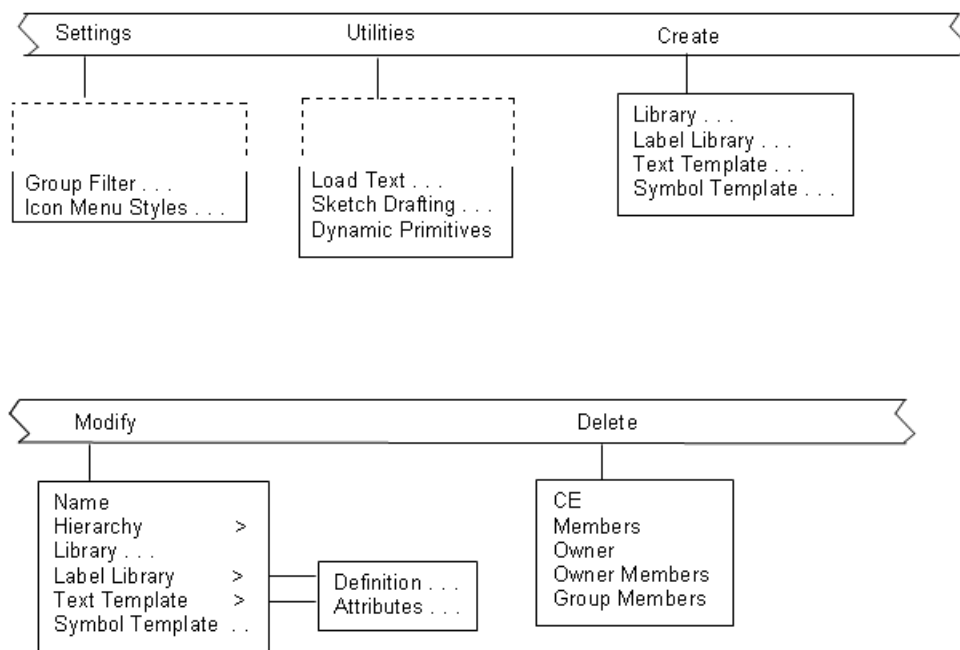 Settings Utilities Create
Group Filter . . .
Icon Menu Styles . . .
Load Text . . .
Sketch Drafting . . .
Dynamic Primitives
Library . . .
Label Library . . .
Text Template . . .
Symbol Template . . .
Modify Delete
Name
Hierarchy >
Library . . .
Label Library >
Text Template >
Symbol Template . .
Definition . . .
Attributes . . .
CE
Members
Owner
Owner Members
Group Members